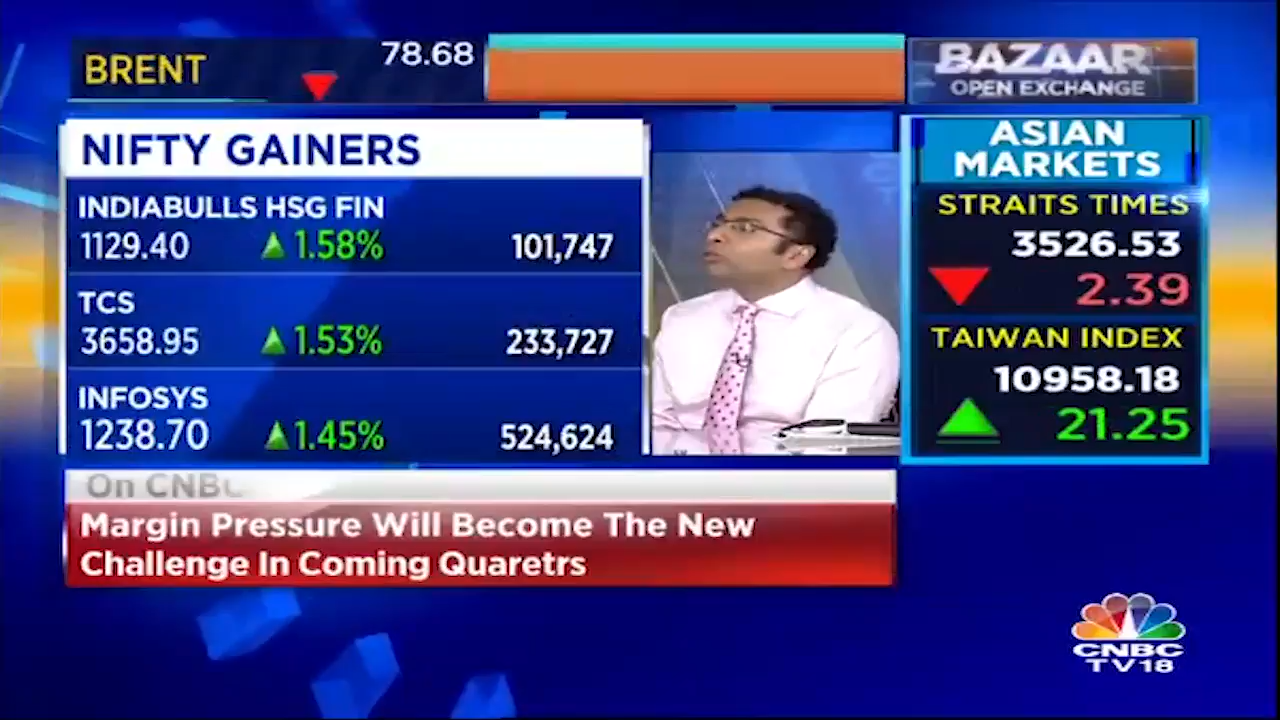 BRENT
78.68
BAZAAR
OPEN EXCHANGE
NIFTY GAINERS
INDIABULLS HSG FIN
1129.40 ▲ 1.58% 101,747
TCS
3658.95 ▲ 1.53% 233,727
INFOSYS
1238.70 ▲ 1.45% 524,624
ASIAN
MARKETS
STRAITS TIMES
3526.53
▼ 2.39
TAIWAN INDEX
10958.18
▲ 21.25
On CNBC
Margin Pressure Will Become The New
Challenge In Coming Quaretrs
CNBC
TV18